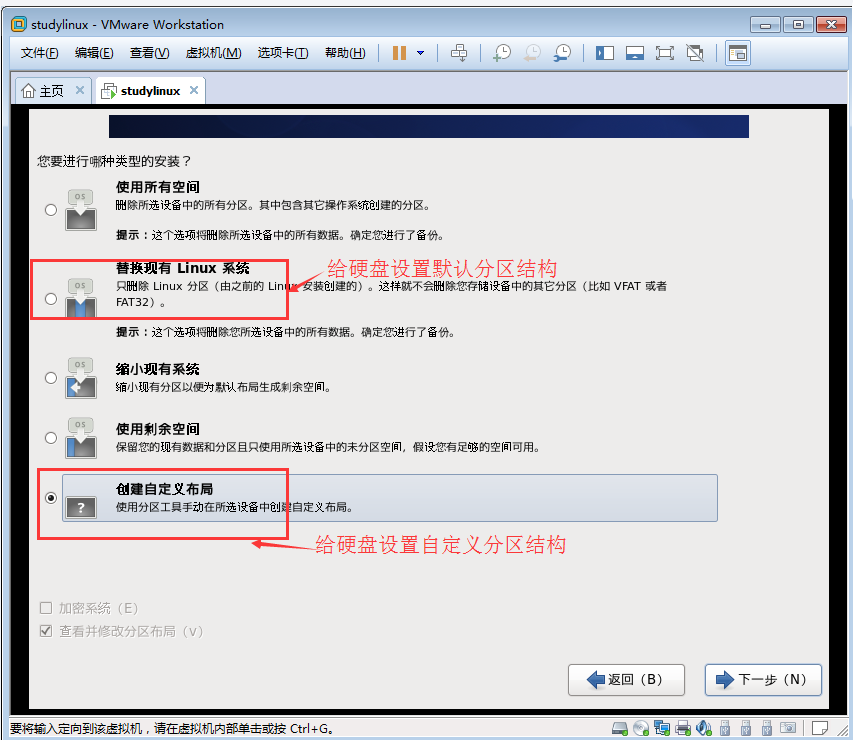 studylinux - VMware Workstation
文件(F) 编辑(E) 查看(V) 虚拟机(M) 选项卡(T) 帮助(H)
主页 studylinux
您要进行哪种类型的安装？
OS
使用所有空间
删除所选设备中的所有分区。其中包含其它操作系统创建的分区。
提示：这个选项将删除所选设备中的所有数据。确定您进行了备份。
OS
替换现有 Linux 系统
给硬盘设置默认分区结构
只删除 Linux 分区（由之前的 Linux 安装创建的）。这样就不会删除您存储设备中的其它分区（比如 VFAT 或者
FAT32）。
提示：这个选项将删除您所选设备中的所有数据。确定您进行了备份。
OS
缩小现有系统
缩小现有分区以便为默认布局生成剩余空间。
OS
使用剩余空间
保留您的现有数据和分区且只使用所选设备中的未分区空间，假设您有足够的空间可用。
?
创建自定义布局
使用分区工具手动在所选设备中创建自定义布局。
给硬盘设置自定义分区结构
加密系统（E）
查看并修改分区布局（V）
返回（B） 下一步（N）
要将输入定向到该虚拟机，请在虚拟机内部单击或按 Ctrl+G。